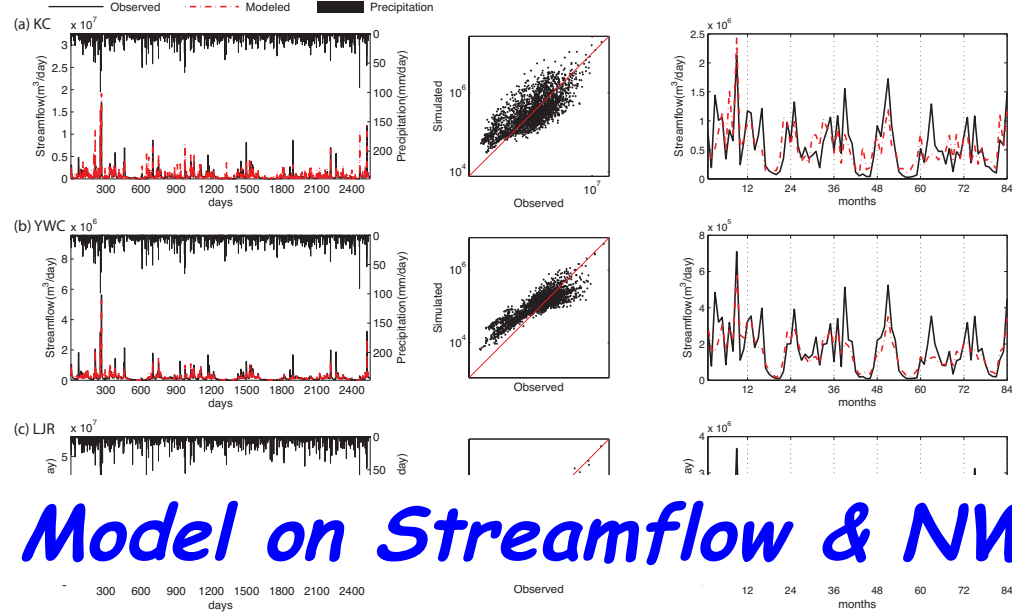 Observed Modeled Precipitation
(a) KC
x 10^7
3
2.5
2
1.5
1
0.5
0
Streamflow(m^3/day)
0
50
100
150
200
Precipitation(mm/day)
300 600 900 1200 1500 1800 2100 2400
days
10^6
10^4
Simulated
10^7
Observed
x 10^6
2.5
2
1.5
1
0.5
0
Streamflow(m^3/day)
12 24 36 48 60 72 84
months
(b) YWC
x 10^6
8
6
4
2
0
Streamflow(m^3/day)
0
50
100
150
200
Precipitation(mm/day)
300 600 900 1200 1500 1800 2100 2400
days
10^6
10^4
Simulated
Observed
x 10^5
8
6
4
2
0
Streamflow(m^3/day)
12 24 36 48 60 72 84
months
(c) LJR
x 10^7
5
ay)
0
50
day)
x 10^6
4
3
ay)
Model on Streamflow & NW
300 600 900 1200 1500 1800 2100 2400
days
Observed
12 24 36 48 60 72 84
months